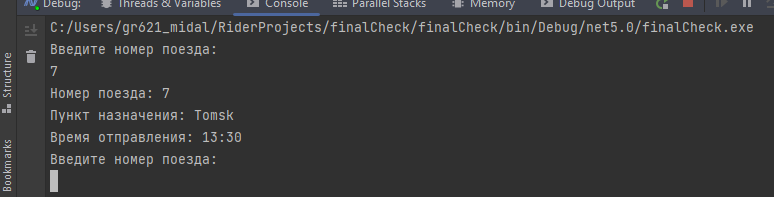 Debug: Threads & Variables Console Parallel Stacks Memory Debug Output
C:/Users/gr621_midal/RiderProjects/finalCheck/finalCheck/bin/Debug/net5.0/finalCheck.exe
Введите номер поезда:
7
Номер поезда: 7
Пункт назначения: Tomsk
Время отправления: 13:30
Введите номер поезда:
Structure
Bookmarks